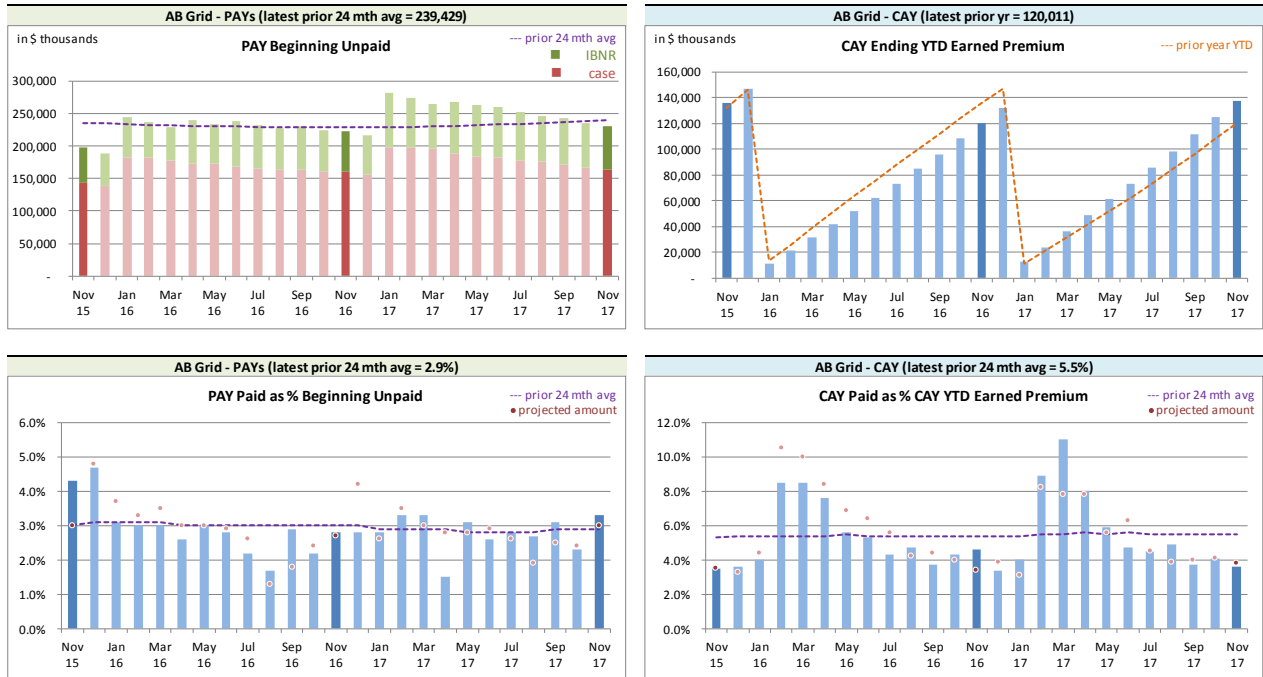 AB Grid - PAYs (latest prior 24 mth avg = 239,429)
in $ thousands
PAY Beginning Unpaid
--- prior 24 mth avg
IBNR
case
300,000
250,000
200,000
150,000
100,000
50,000
-
Nov Jan Mar May Jul Sep Nov Jan Mar May Jul Sep Nov
15 16 16 16 16 16 16 17 17 17 17 17 17
AB Grid - CAY (latest prior yr = 120,011)
in $ thousands
CAY Ending YTD Earned Premium
--- prior year YTD
160,000
140,000
120,000
100,000
80,000
60,000
40,000
20,000
-
Nov Jan Mar May Jul Sep Nov Jan Mar May Jul Sep Nov
15 16 16 16 16 16 16 17 17 17 17 17 17
AB Grid - PAYs (latest prior 24 mth avg = 2.9%)
PAY Paid as % Beginning Unpaid
--- prior 24 mth avg
projected amount
6.0%
5.0%
4.0%
3.0%
2.0%
1.0%
0.0%
Nov Jan Mar May Jul Sep Nov Jan Mar May Jul Sep Nov
15 16 16 16 16 16 16 17 17 17 17 17 17
AB Grid - CAY (latest prior 24 mth avg = 5.5%)
CAY Paid as % CAY YTD Earned Premium
--- prior 24 mth avg
projected amount
12.0%
10.0%
8.0%
6.0%
4.0%
2.0%
0.0%
Nov Jan Mar May Jul Sep Nov Jan Mar May Jul Sep Nov
15 16 16 16 16 16 16 17 17 17 17 17 17